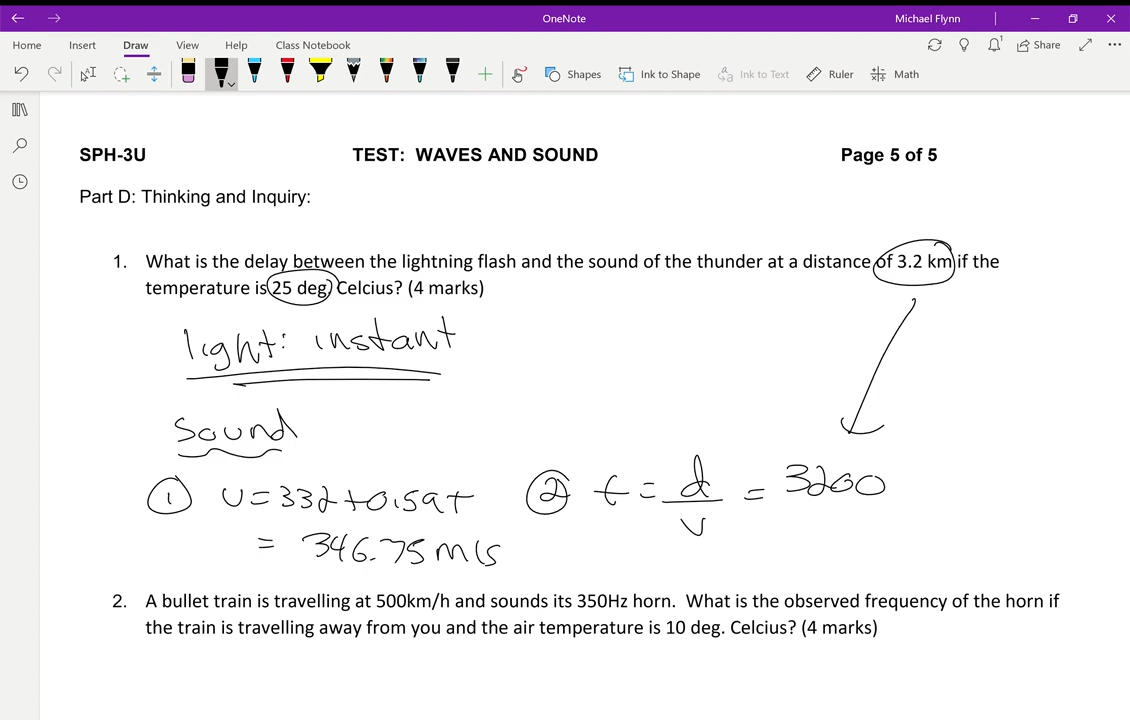 OneNote
Michael Flynn
Home Insert Draw View Help Class Notebook
1 Share
Shapes Ink to Shape Ink to Text Ruler Math
SPH-3U TEST: WAVES AND SOUND Page 5 of 5
Part D: Thinking and Inquiry:
1. What is the delay between the lightning flash and the sound of the thunder at a distance of 3.2 km if the
temperature is 25 deg. Celcius? (4 marks)
light: instant
Sound
1 v=332+0.59t
= 346.75 m/s
2 t = d/v = 3200
2. A bullet train is travelling at 500km/h and sounds its 350Hz horn. What is the observed frequency of the horn if
the train is travelling away from you and the air temperature is 10 deg. Celcius? (4 marks)